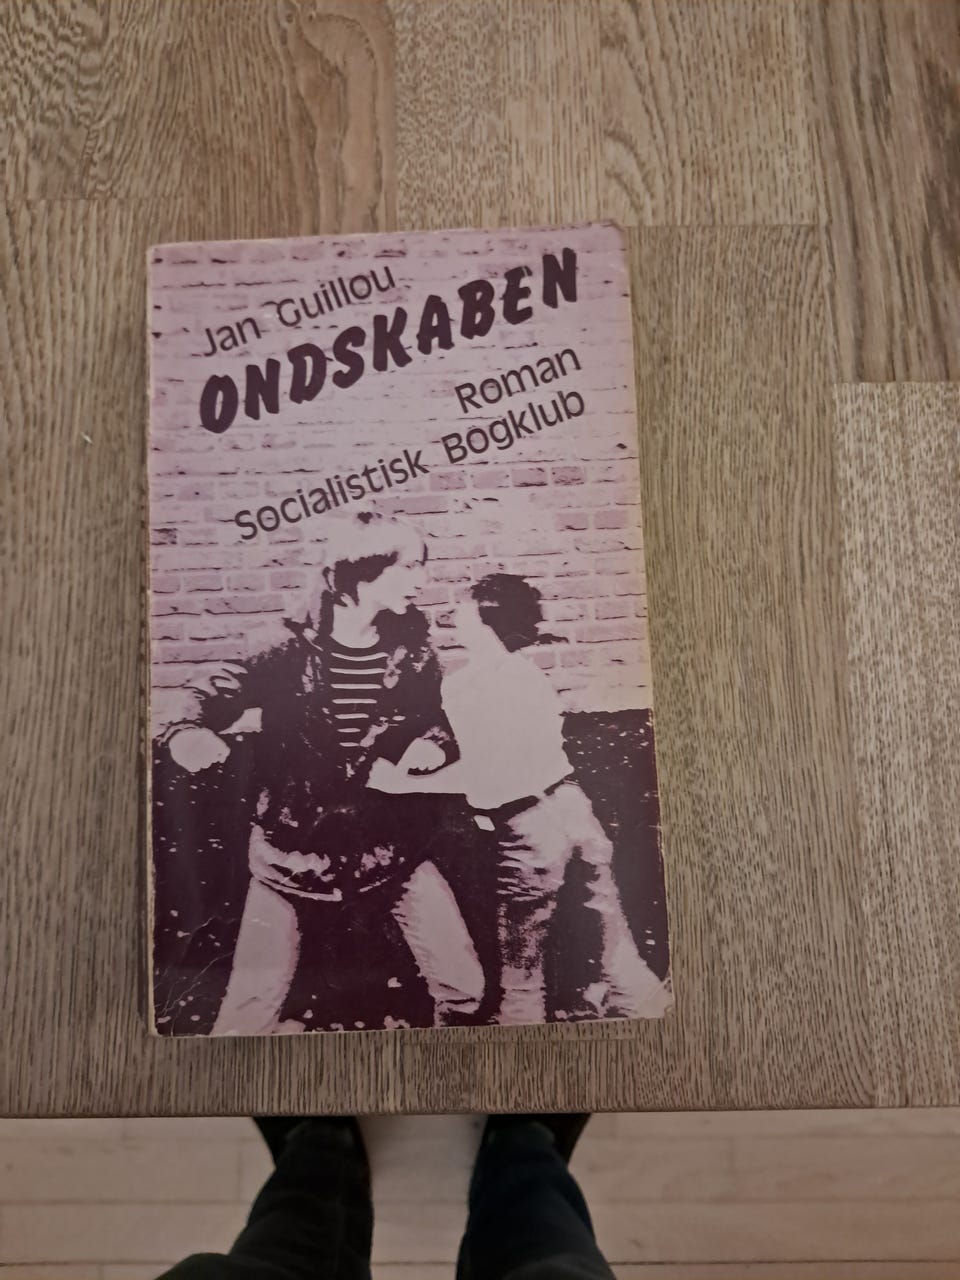 Jan Guillou
ONDSKABEN
Roman
Socialistisk Bogklub